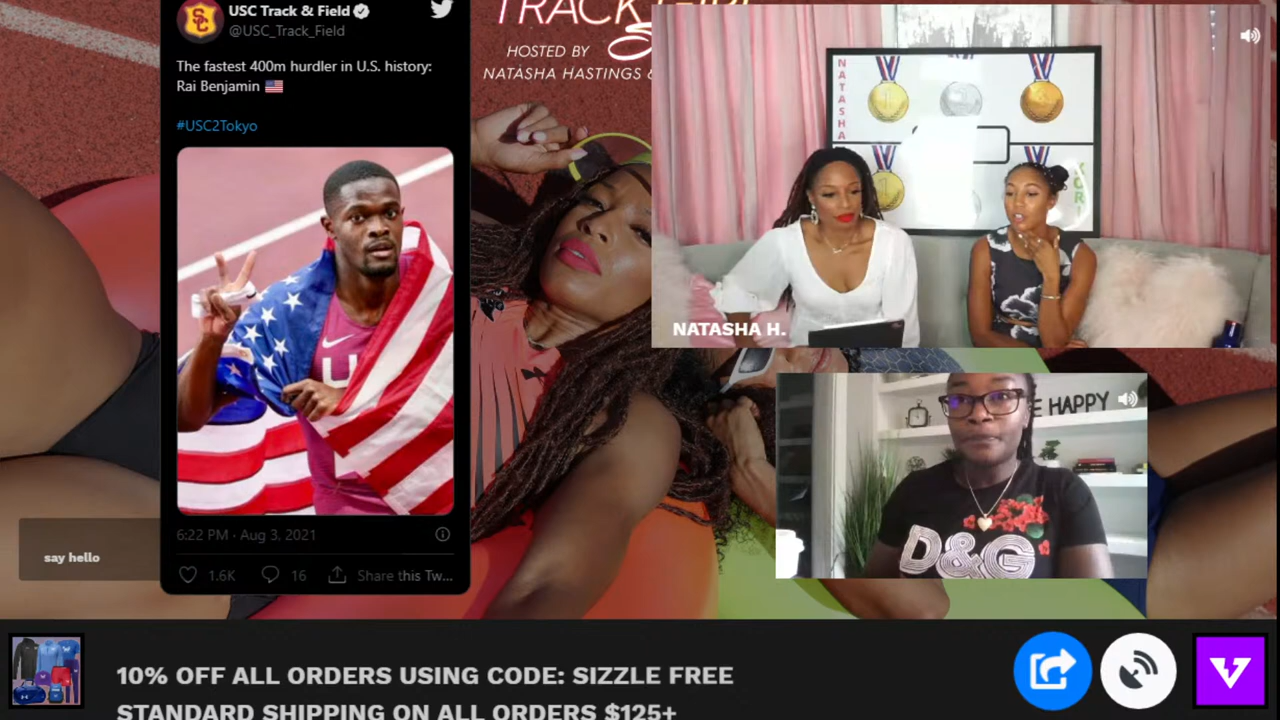 USC Track & Field
@USC_Track_Field
The fastest 400m hurdler in U.S. history:
Rai Benjamin 🇺🇸
#USC2Tokyo
6:22 PM · Aug 3, 2021
1.6K
16
Share this Tw...
HOSTED BY
NATASHA HASTINGS &
NATASHA
NATASHA H.
E HAPPY
D&G
say hello
10% OFF ALL ORDERS USING CODE: SIZZLE FREE
STANDARD SHIPPING ON ALL ORDERS $125+